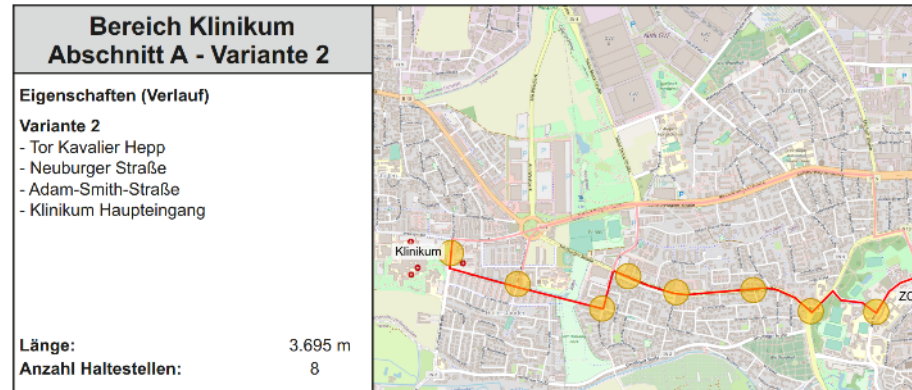 Bereich Klinikum
Abschnitt A - Variante 2
Eigenschaften (Verlauf)
Variante 2
- Tor Kavalier Hepp
- Neuburger Straße
- Adam-Smith-Straße
- Klinikum Haupteingang
Länge: 3.695 m
Anzahl Haltestellen: 8
Klinikum
ZO